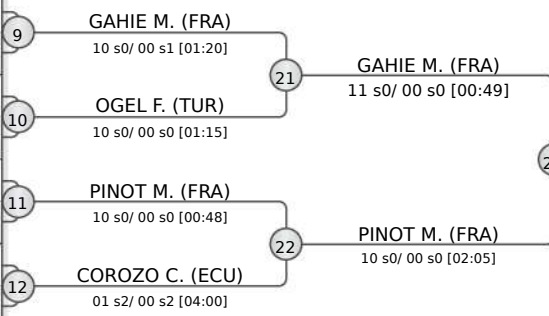 9
GAHIE M. (FRA)
10 s0/ 00 s1 [01:20]
21
GAHIE M. (FRA)
11 s0/ 00 s0 [00:49]
10
OGEL F. (TUR)
10 s0/ 00 s0 [01:15]
11
PINOT M. (FRA)
10 s0/ 00 s0 [00:48]
22
PINOT M. (FRA)
10 s0/ 00 s0 [02:05]
12
COROZO C. (ECU)
01 s2/ 00 s2 [04:00]